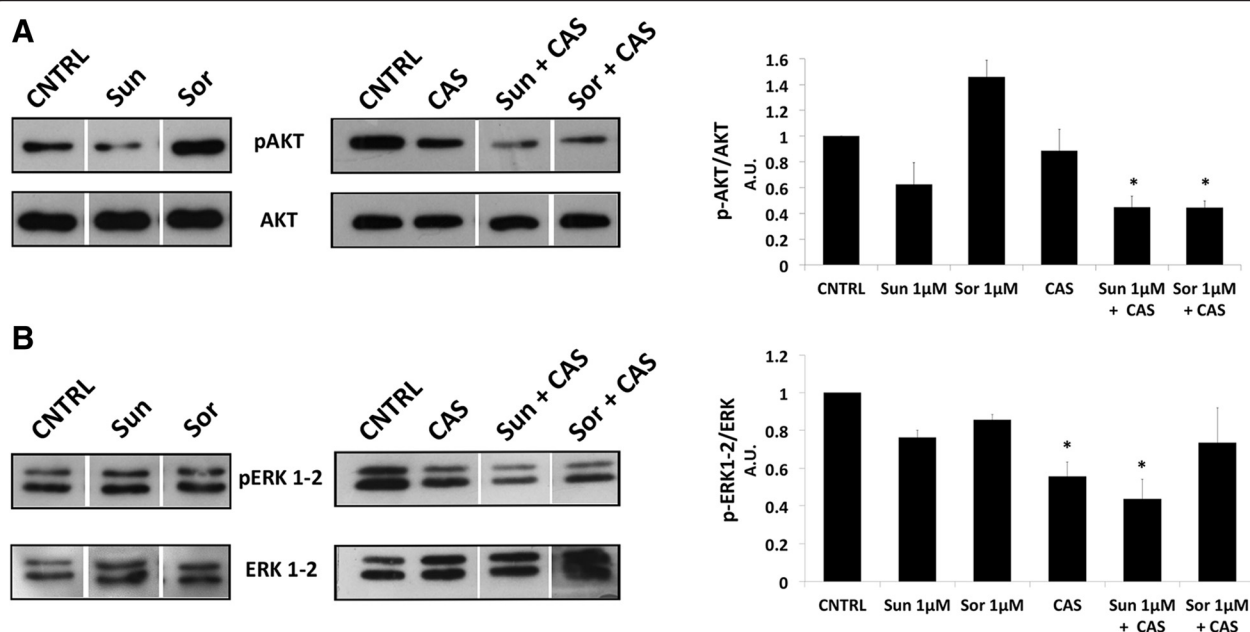 A
CNTRL Sun Sor
CNTRL CAS Sun + CAS Sor + CAS
pAKT
AKT
p-AKT/AKT
A.U.
1.6
1.4
1.2
1
0.8
0.6
0.4
0.2
0
* *
CNTRL Sun 1μM Sor 1μM CAS Sun 1μM Sor 1μM
+ CAS + CAS
B
CNTRL Sun Sor
CNTRL CAS Sun + CAS Sor + CAS
pERK 1-2
ERK 1-2
p-ERK1-2/ERK
A.U.
1.2
1
0.8
0.6
0.4
0.2
0
* *
CNTRL Sun 1μM Sor 1μM CAS Sun 1μM Sor 1μM
+ CAS + CAS